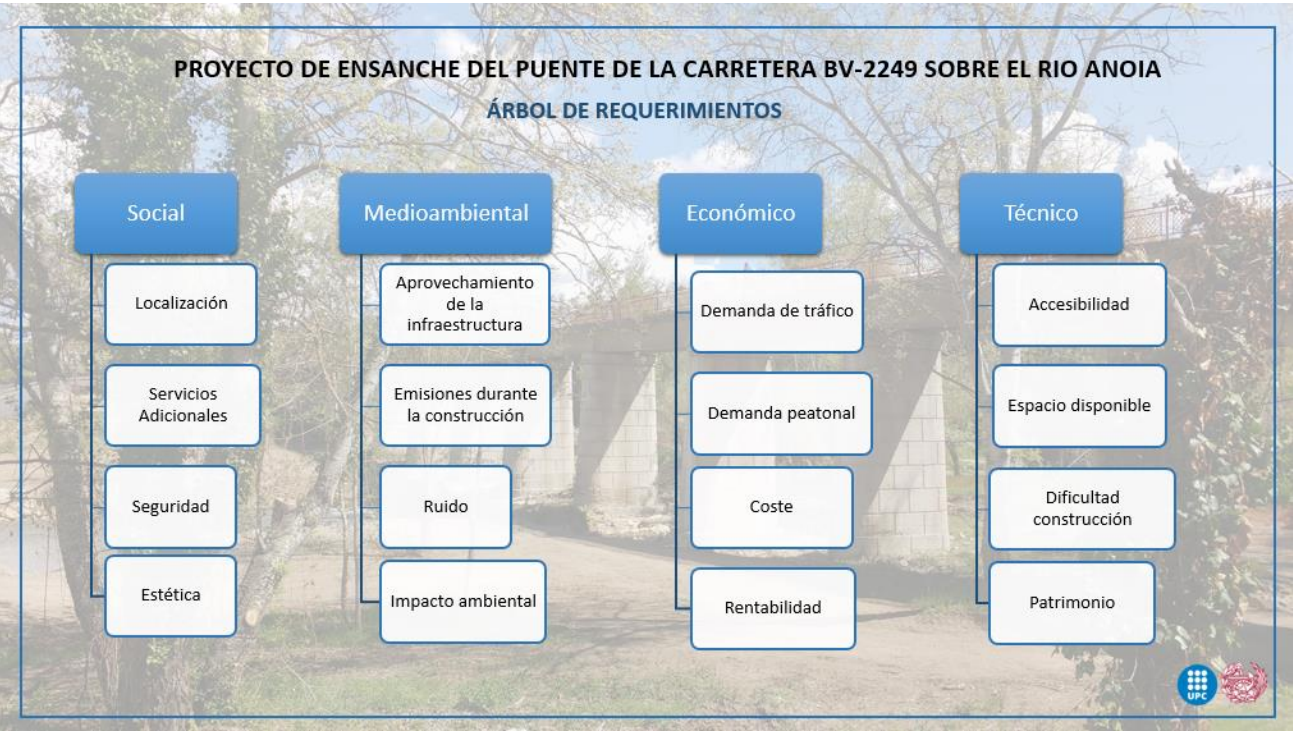 PROYECTO DE ENSANCHE DEL PUENTE DE LA CARRETERA BV-2249 SOBRE EL RIO ANOIA
ÁRBOL DE REQUERIMIENTOS
Social
Localización
Servicios
Adicionales
Seguridad
Estética
Medioambiental
Aprovechamiento
de la
infraestructura
Emisiones durante
la construcción
Ruido
Impacto ambiental
Económico
Demanda de tráfico
Demanda peatonal
Coste
Rentabilidad
Técnico
Accesibilidad
Espacio disponible
Dificultad
construcción
Patrimonio
UPC